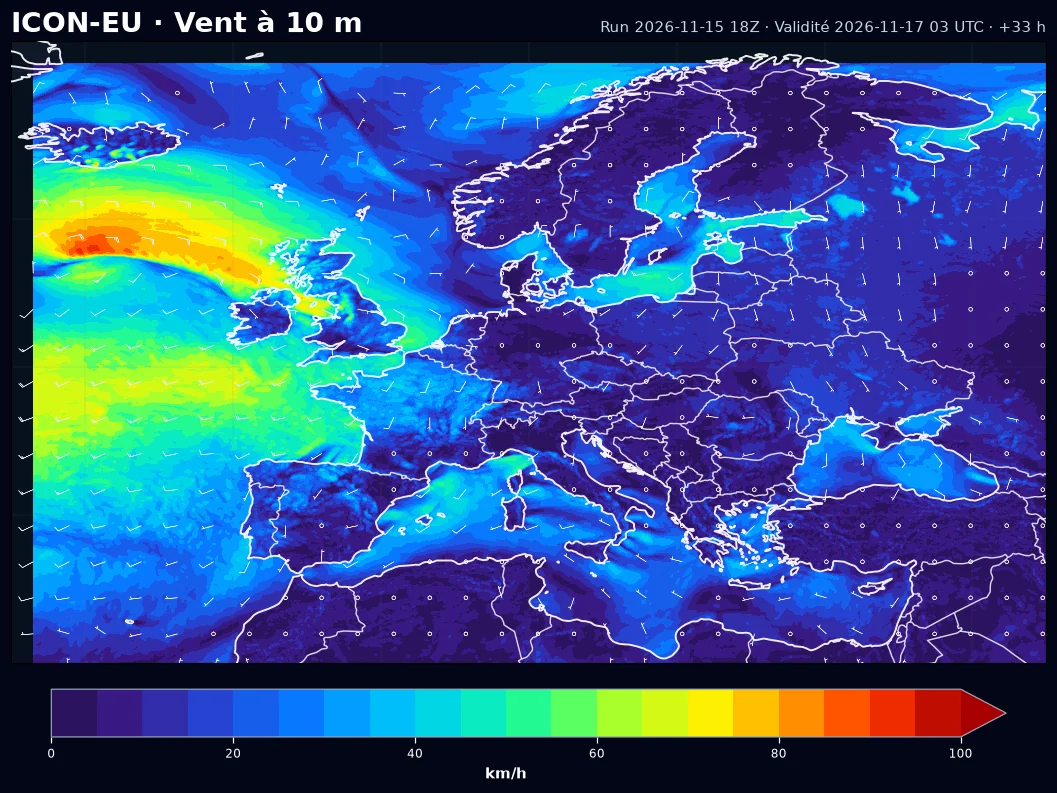 ICON-EU · Vent à 10 m
Run 2026-11-15 18Z · Validité 2026-11-17 03 UTC · +33 h
0 20 40 60 80 100
km/h